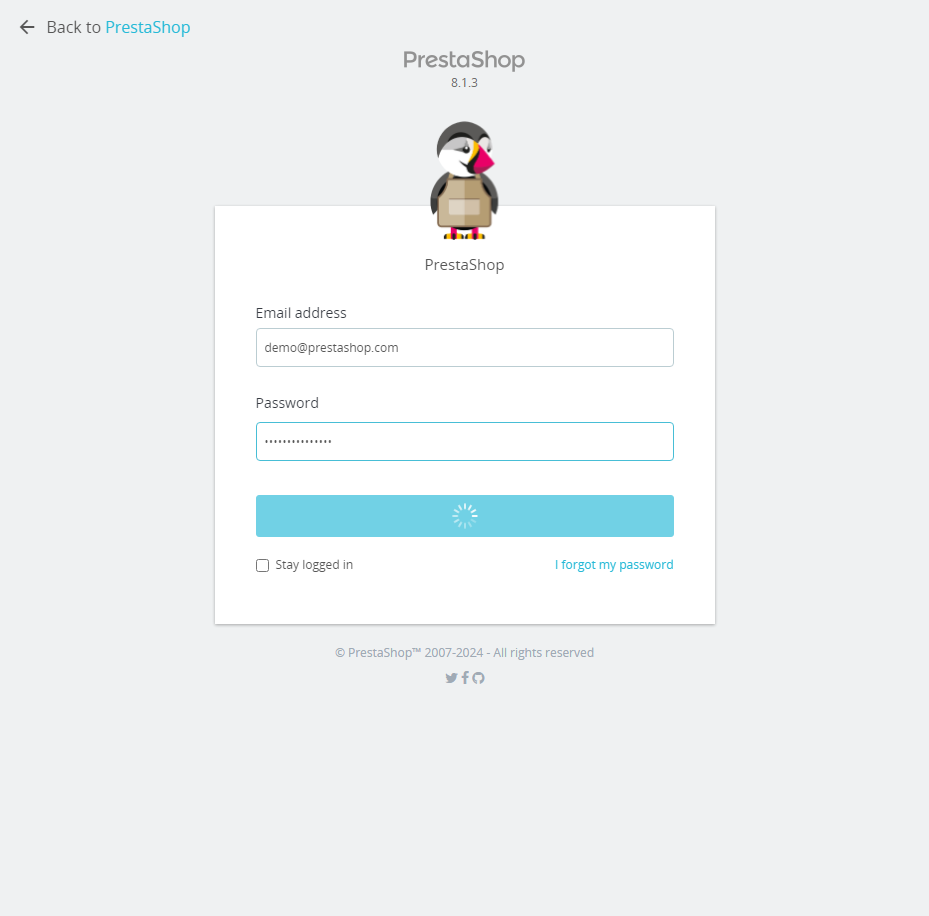 Back to PrestaShop
PrestaShop
8.1.3
PrestaShop
Email address
demo@prestashop.com
Password
•••••••••••••••
Stay logged in
I forgot my password
© PrestaShop™ 2007-2024 - All rights reserved